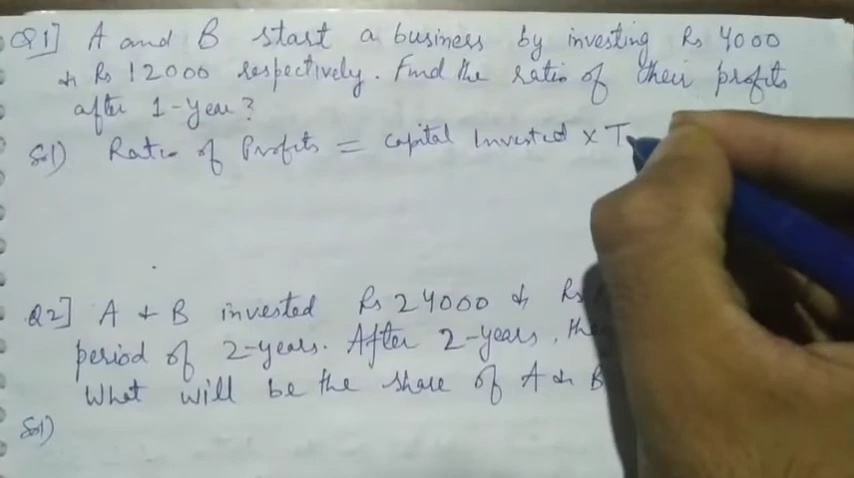 Q1] A and B start a business by investing Rs 4000
& Rs 12000 respectively. Find the ratio of their profits
after 1-year?
Sol) Ratio of Profits = Capital Invested × T
Q2] A & B invested Rs 24000 & Rs
period of 2-years. After 2-years, the
What will be the share of A & B
Sol)